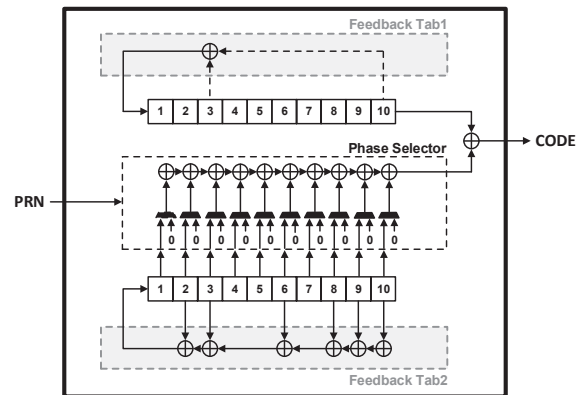 Feedback Tab1
1 2 3 4 5 6 7 8 9 10
CODE
Phase Selector
PRN
0 0 0 0 0 0 0 0 0 0
1 2 3 4 5 6 7 8 9 10
Feedback Tab2